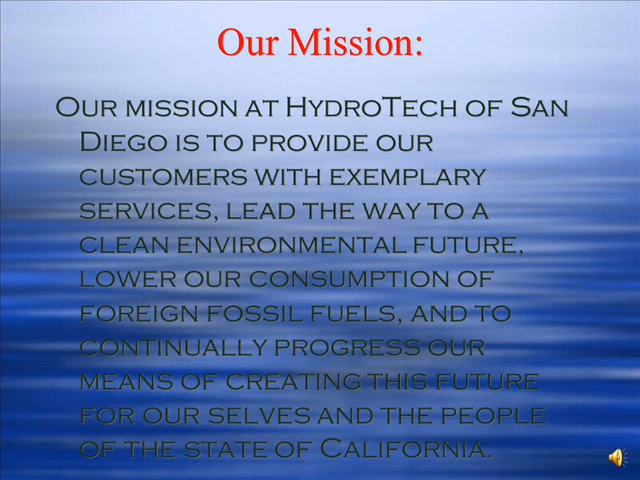 Our Mission:
Our mission at HydroTech of San
Diego is to provide our
customers with exemplary
services, lead the way to a
clean environmental future,
lower our consumption of
foreign fossil fuels, and to
continually progress our
means of creating this future
for our selves and the people
of the state of California.